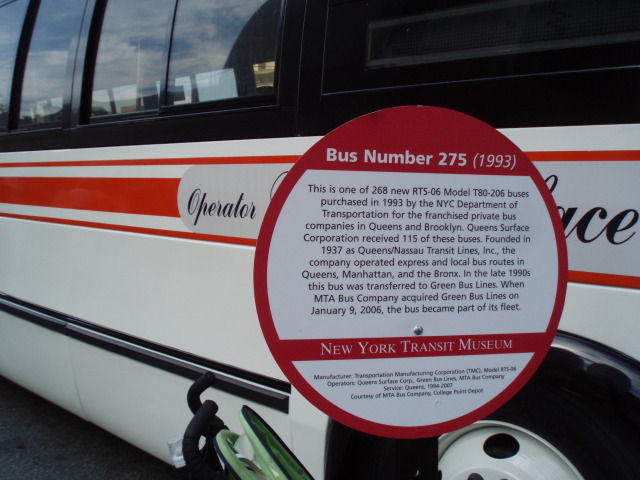 Bus Number 275 (1993)
This is one of 268 new RTS-06 Model T80-206 buses
purchased in 1993 by the NYC Department of
Transportation for the franchised private bus
companies in Queens and Brooklyn. Queens Surface
Corporation received 115 of these buses. Founded in
1937 as Queens/Nassau Transit Lines, Inc., the
company operated express and local bus routes in
Queens, Manhattan, and the Bronx. In the late 1990s
this bus was transferred to Green Bus Lines. When
MTA Bus Company acquired Green Bus Lines on
January 9, 2006, the bus became part of its fleet.
NEW YORK TRANSIT MUSEUM
Manufacturer: Transportation Manufacturing Corporation (TMC), Model RTS-06
Operators: Queens Surface Corp., Green Bus Lines, MTA Bus Company
Service: Queens, 1994-2007
Courtesy of MTA Bus Company, College Point Depot
Operator